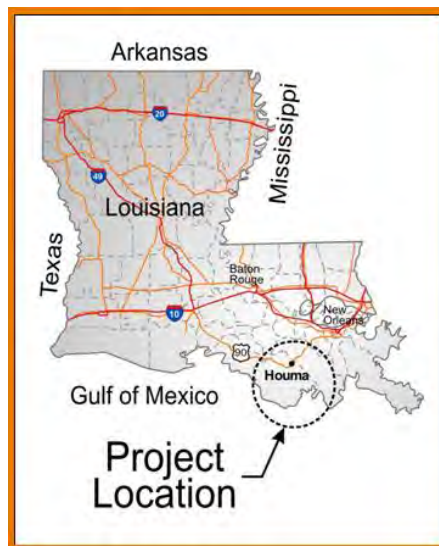 Arkansas
20
Mississippi
49
Louisiana
Texas
Baton
Rouge
New
Orleans
10
90
Houma
Gulf of Mexico
Project
Location